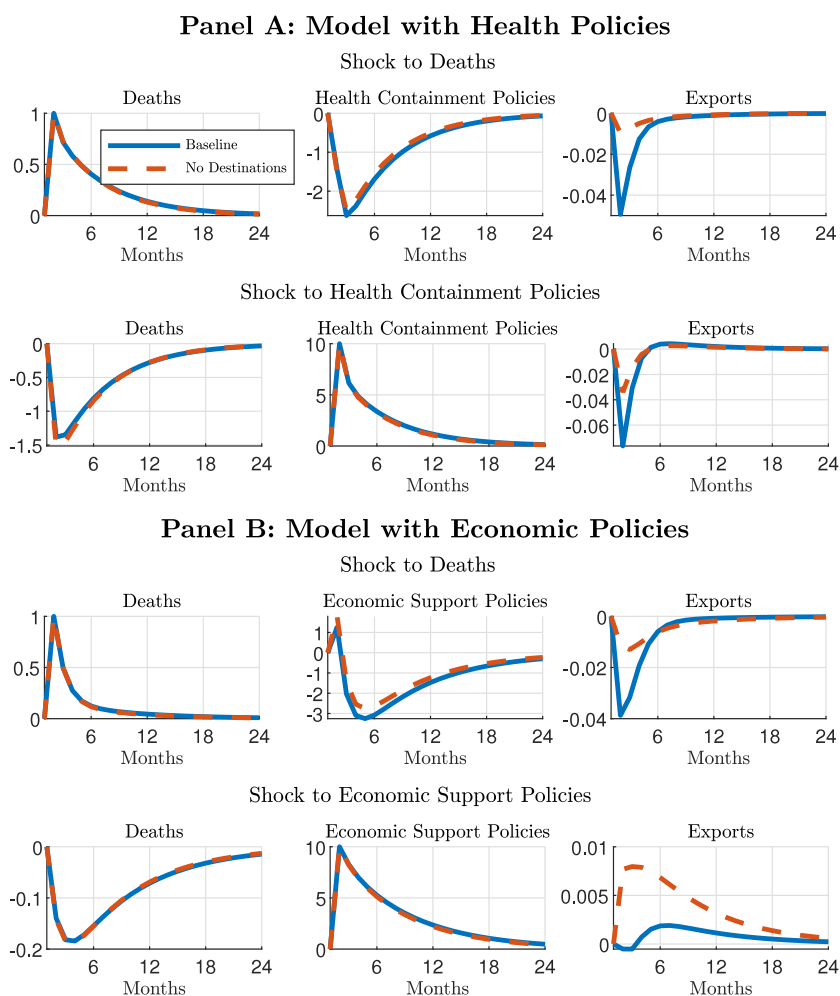 Panel A: Model with Health Policies
Shock to Deaths
Deaths
Health Containment Policies
Exports
1
0.5
0
Baseline
No Destinations
6 12 18 24
Months
0
-1
-2
6 12 18 24
Months
0
-0.02
-0.04
6 12 18 24
Months
Shock to Health Containment Policies
Deaths
Health Containment Policies
Exports
0
-0.5
-1
-1.5
6 12 18 24
Months
10
5
0
6 12 18 24
Months
0
-0.02
-0.04
-0.06
6 12 18 24
Months
Panel B: Model with Economic Policies
Shock to Deaths
Deaths
Economic Support Policies
Exports
1
0.5
0
6 12 18 24
Months
1
0
-1
-2
-3
6 12 18 24
Months
0
-0.02
-0.04
6 12 18 24
Months
Shock to Economic Support Policies
Deaths
Economic Support Policies
Exports
0
-0.1
-0.2
6 12 18 24
Months
10
5
0
6 12 18 24
Months
0.01
0.005
0
6 12 18 24
Months